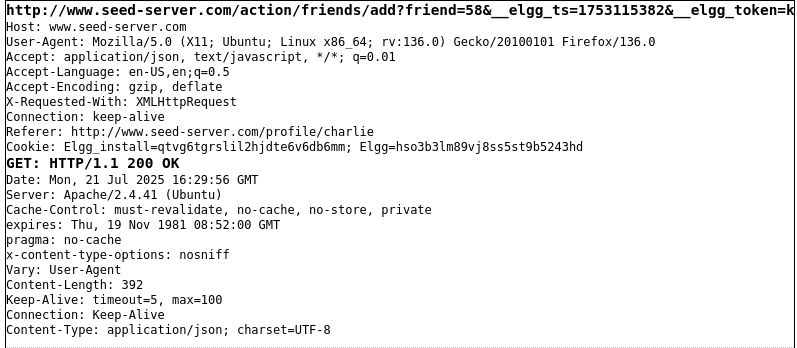 http://www.seed-server.com/action/friends/add?friend=58&__elgg_ts=1753115382&__elgg_token=k
Host: www.seed-server.com
User-Agent: Mozilla/5.0 (X11; Ubuntu; Linux x86_64; rv:136.0) Gecko/20100101 Firefox/136.0
Accept: application/json, text/javascript, */*; q=0.01
Accept-Language: en-US,en;q=0.5
Accept-Encoding: gzip, deflate
X-Requested-With: XMLHttpRequest
Connection: keep-alive
Referer: http://www.seed-server.com/profile/charlie
Cookie: Elgg_install=qtvg6tgrslil2hjdte6v6db6mm; Elgg=hso3b3lm89vj8ss5st9b5243hd
GET: HTTP/1.1 200 OK
Date: Mon, 21 Jul 2025 16:29:56 GMT
Server: Apache/2.4.41 (Ubuntu)
Cache-Control: must-revalidate, no-cache, no-store, private
expires: Thu, 19 Nov 1981 08:52:00 GMT
pragma: no-cache
x-content-type-options: nosniff
Vary: User-Agent
Content-Length: 392
Keep-Alive: timeout=5, max=100
Connection: Keep-Alive
Content-Type: application/json; charset=UTF-8